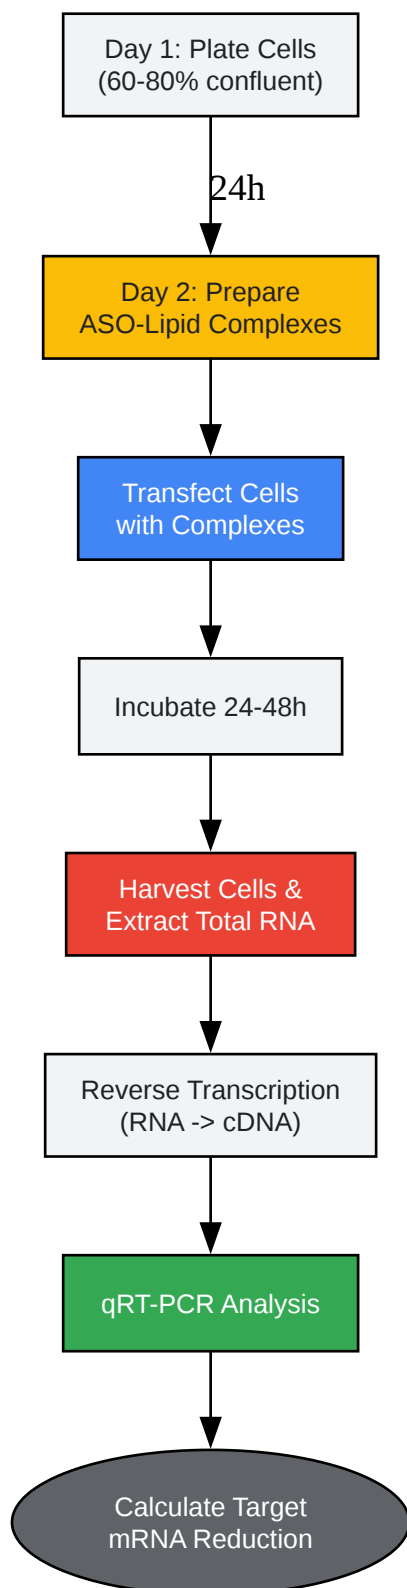 Day 1: Plate Cells
(60-80% confluent)
24h
Day 2: Prepare
ASO-Lipid Complexes
Transfect Cells
with Complexes
Incubate 24-48h
Harvest Cells &
Extract Total RNA
Reverse Transcription
(RNA -> cDNA)
qRT-PCR Analysis
Calculate Target
mRNA Reduction